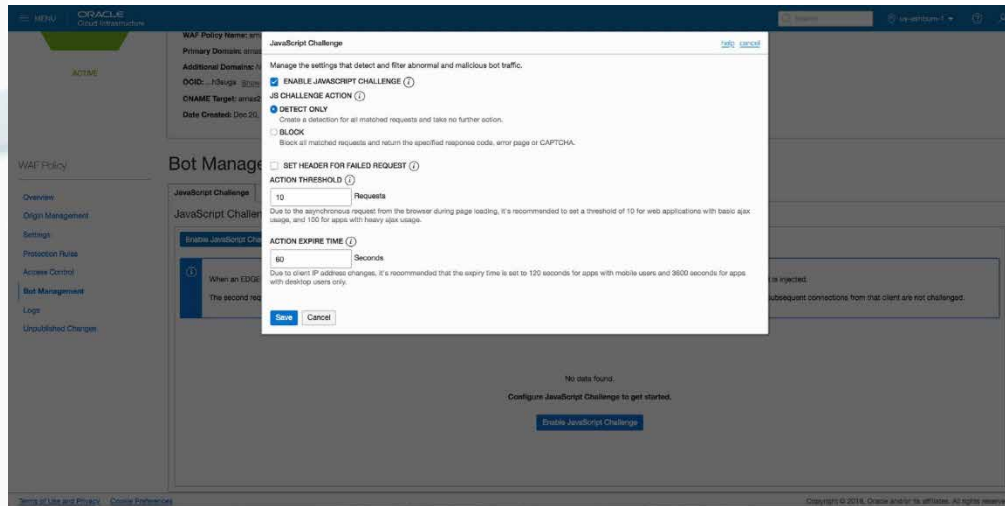 MENU
ORACLE
Cloud Infrastructure
Search
us-ashburn-1
WAF Policy Name:
Primary Domain:
Additional Domains:
OCID: ...h3euga Show
CNAME Target:
Date Created: Dec 20,
ACTIVE
JavaScript Challenge
help cancel
Manage the settings that detect and filter abnormal and malicious bot traffic.
ENABLE JAVASCRIPT CHALLENGE
JS CHALLENGE ACTION
DETECT ONLY
Create a detection for all matched requests and take no further action.
BLOCK
Block all matched requests and return the specified response code, error page or CAPTCHA.
SET HEADER FOR FAILED REQUEST
ACTION THRESHOLD
10 Requests
Due to the asynchronous request from the browser during page loading, it's recommended to set a threshold of 10 for web applications with basic ajax
usage, and 100 for apps with heavy ajax usage.
ACTION EXPIRE TIME
60 Seconds
Due to client IP address changes, it's recommended that the expiry time is set to 120 seconds for apps with mobile users and 3600 seconds for apps
with desktop users only.
Save Cancel
WAF Policy
Overview
Origin Management
Settings
Protection Rules
Access Control
Bot Management
Logs
Unpublished Changes
Bot Manage
JavaScript Challenge
JavaScript Challen
Enable JavaScript Cha
When an EDGE
is injected.
The second req
subsequent connections from that client are not challenged.
No data found.
Configure JavaScript Challenge to get started.
Enable JavaScript Challenge
Terms of Use and Privacy Cookie Preferences
Copyright © 2018, Oracle and/or its affiliates. All rights reserve